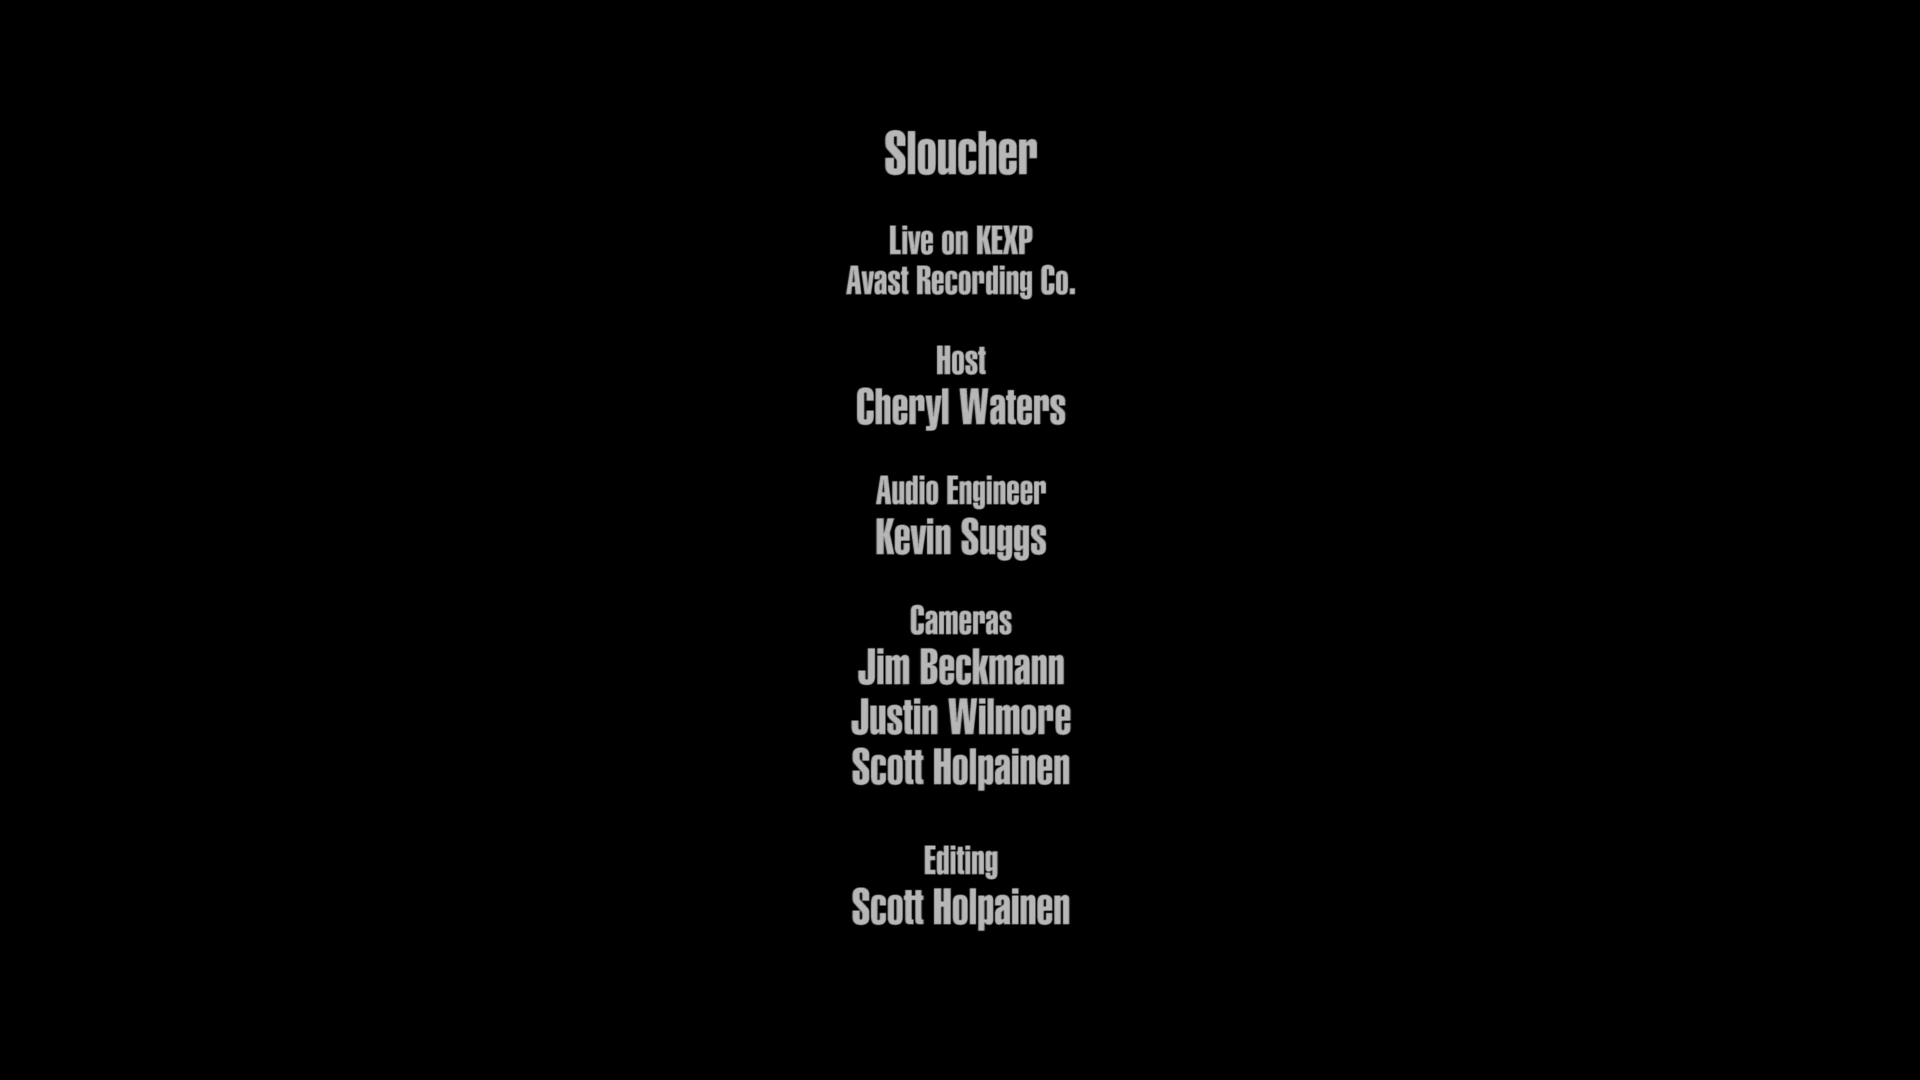 Sloucher
Live on KEXP
Avast Recording Co.
Host
Cheryl Waters
Audio Engineer
Kevin Suggs
Cameras
Jim Beckmann
Justin Wilmore
Scott Holpainen
Editing
Scott Holpainen